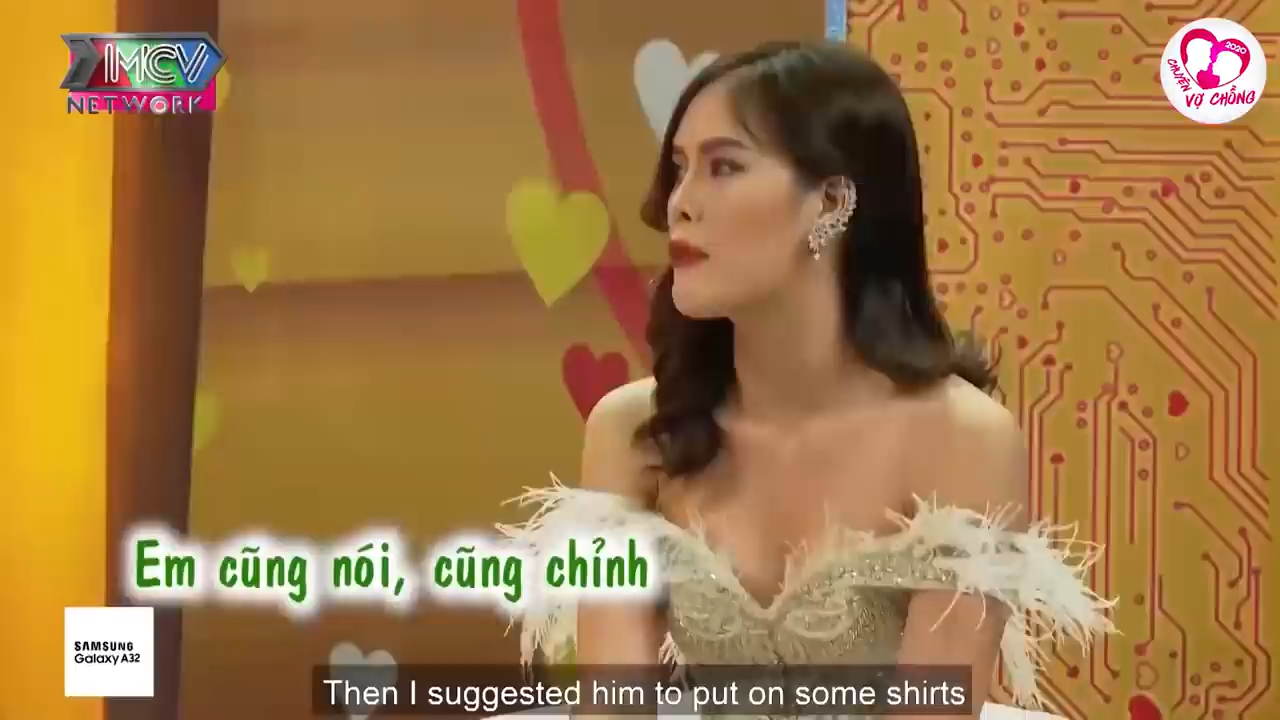 MCV
NETWORK
2020
CHUYỆN
VỢ CHỒNG
Em cũng nói, cũng chỉnh
SAMSUNG
Galaxy A32
Then I suggested him to put on some shirts